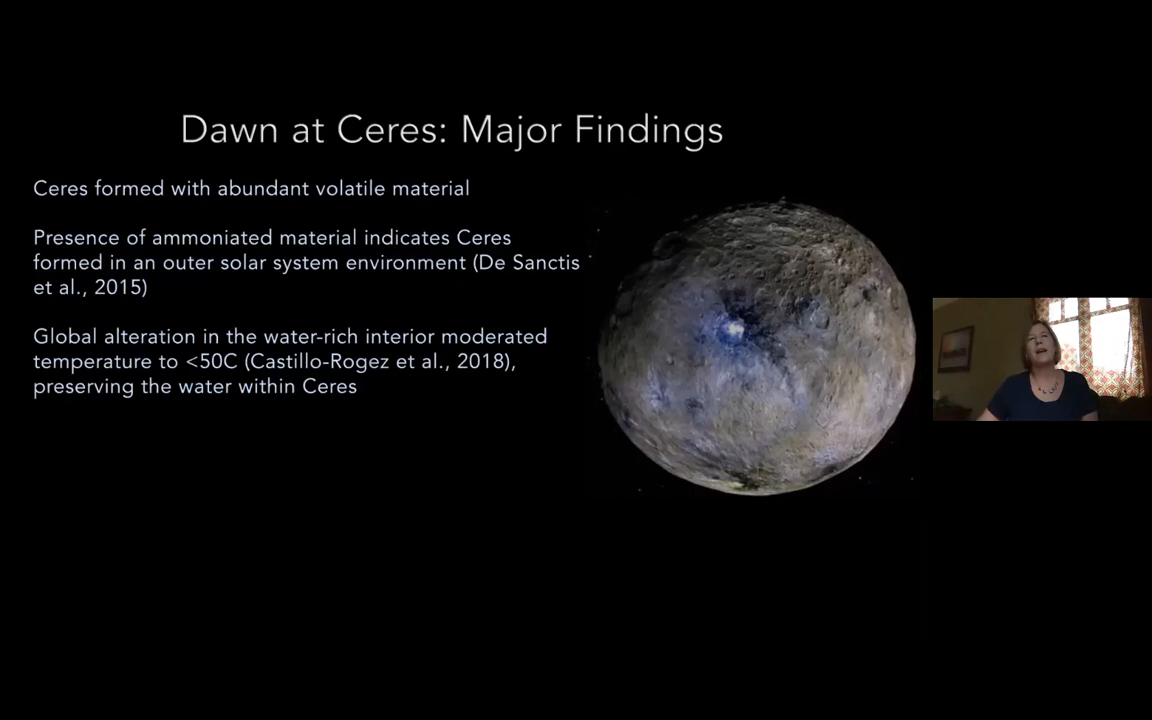 Dawn at Ceres: Major Findings
Ceres formed with abundant volatile material
Presence of ammoniated material indicates Ceres
formed in an outer solar system environment (De Sanctis
et al., 2015)
Global alteration in the water-rich interior moderated
temperature to <50C (Castillo-Rogez et al., 2018),
preserving the water within Ceres